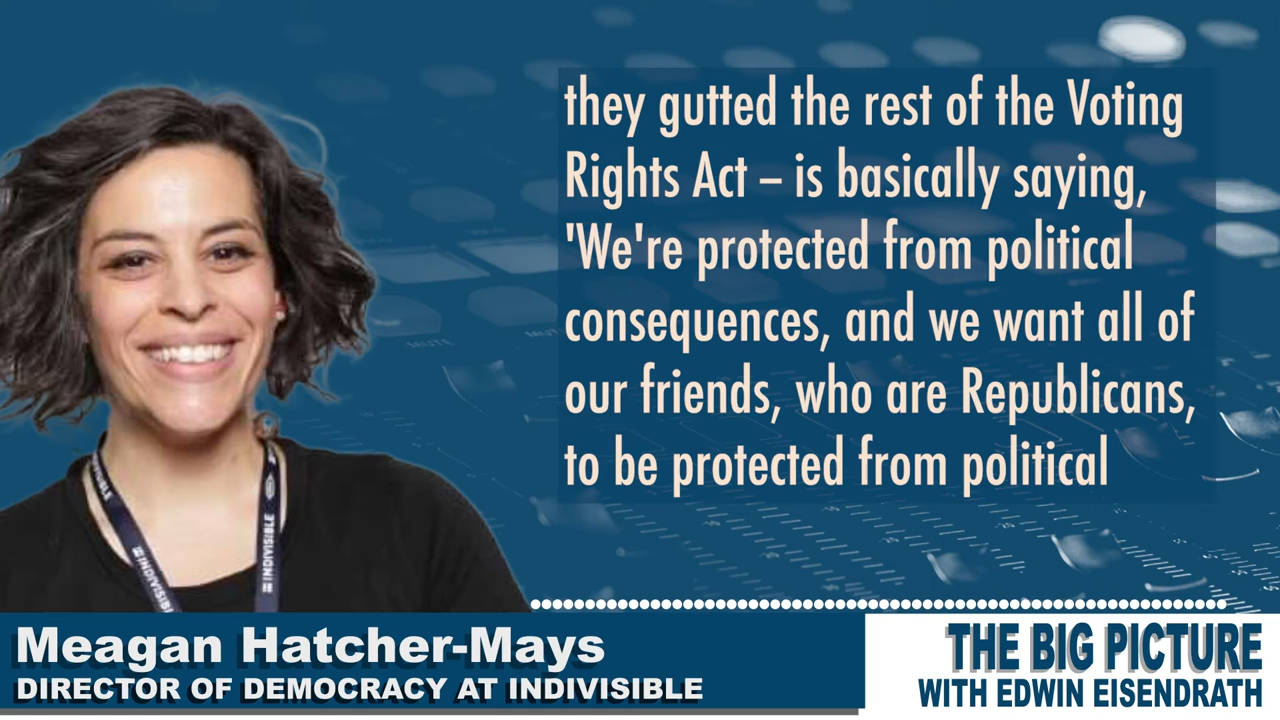 they gutted the rest of the Voting
Rights Act – is basically saying,
'We're protected from political
consequences, and we want all of
our friends, who are Republicans,
to be protected from political
INDIVISIBLE
Meagan Hatcher-Mays
DIRECTOR OF DEMOCRACY AT INDIVISIBLE
THE BIG PICTURE
WITH EDWIN EISENDRATH